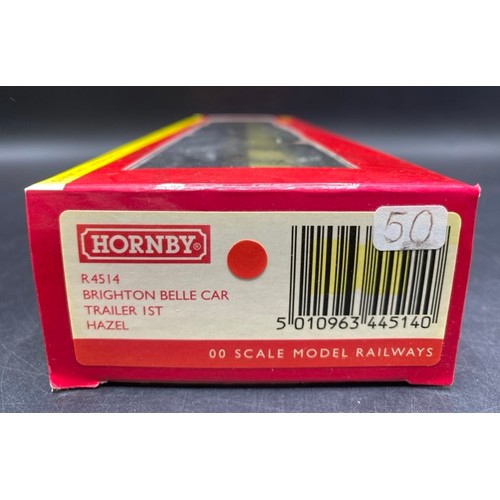 50
HORNBY®
R4514
BRIGHTON BELLE CAR
TRAILER 1ST
HAZEL
5 010963 445140
00 SCALE MODEL RAILWAYS